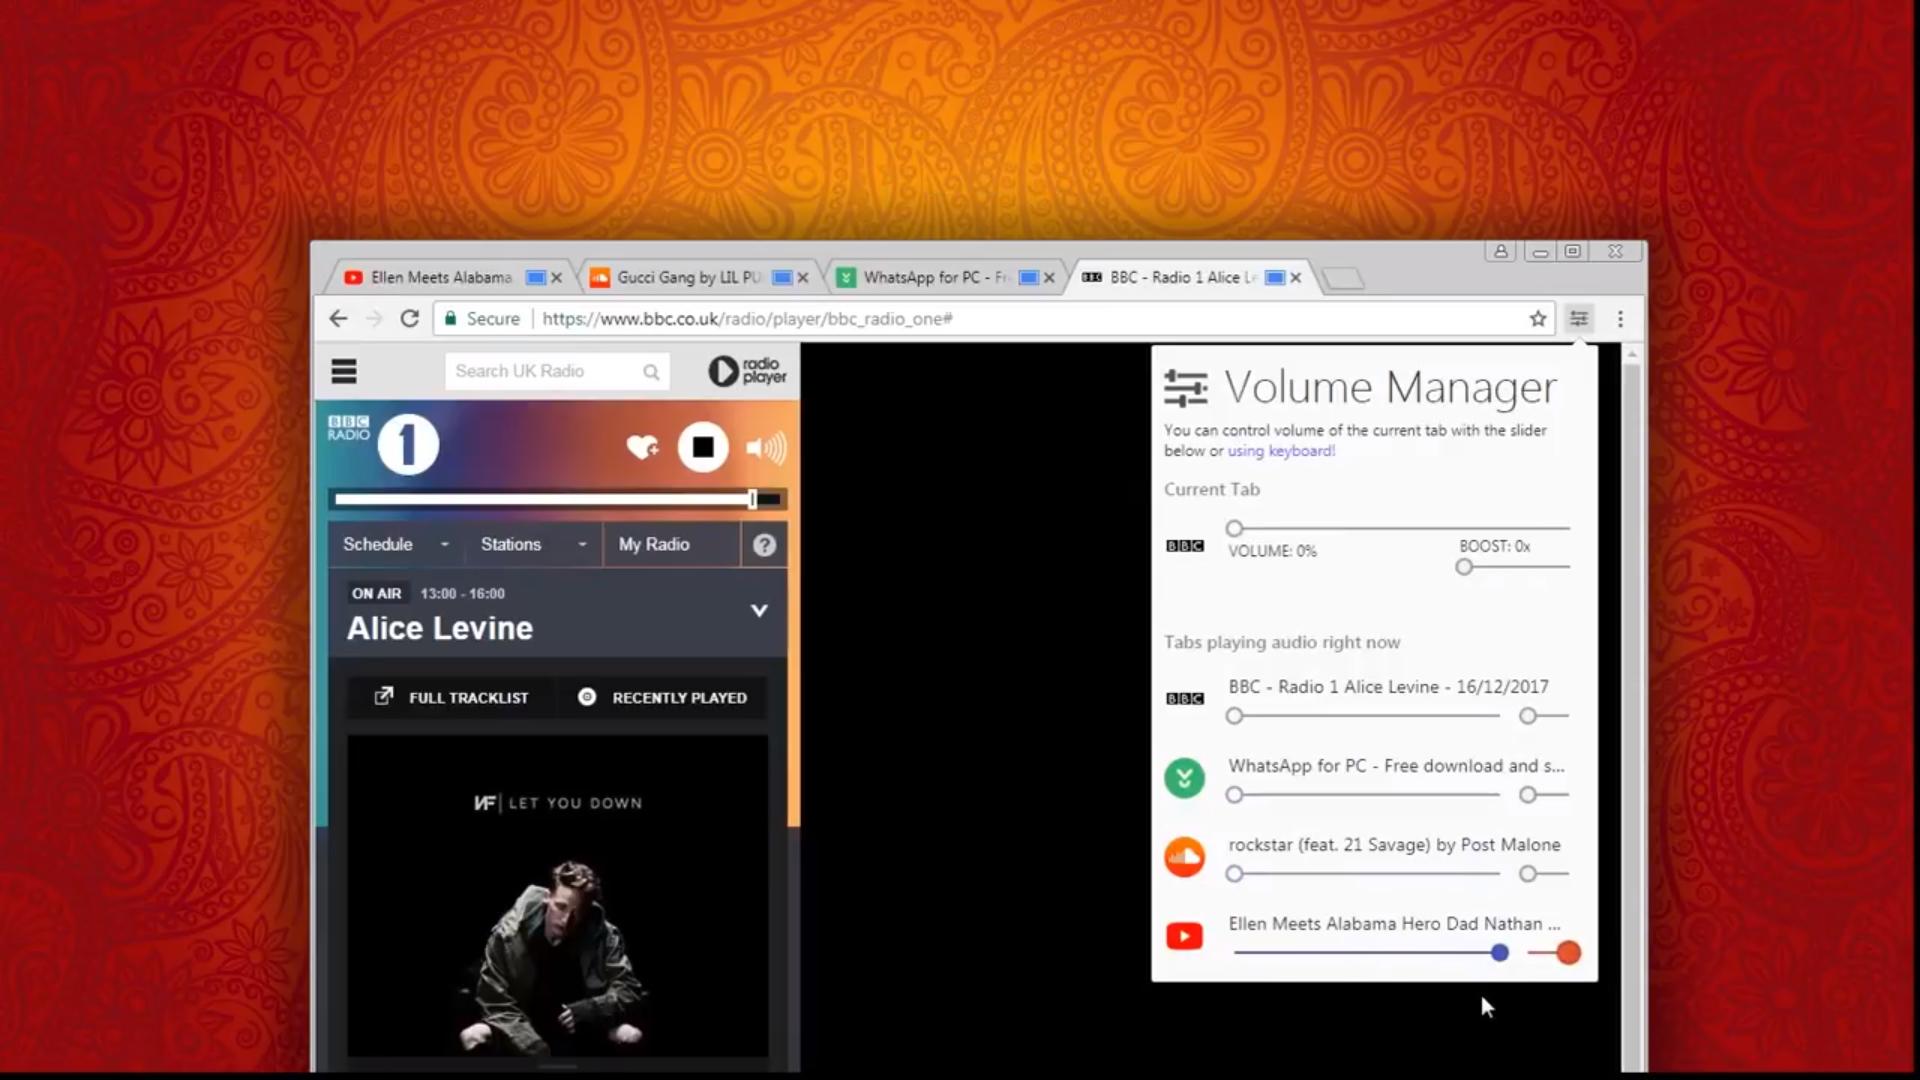 Ellen Meets Alabama
Gucci Gang by LIL PU
WhatsApp for PC - Fr
BBC - Radio 1 Alice Le
Secure
https://www.bbc.co.uk/radio/player/bbc_radio_one#
Search UK Radio
radio
player
BBC
RADIO
1
Schedule
Stations
My Radio
?
ON AIR 13:00 - 16:00
Alice Levine
FULL TRACKLIST
RECENTLY PLAYED
NF | LET YOU DOWN
Volume Manager
You can control volume of the current tab with the slider
below or using keyboard!
Current Tab
BBC
VOLUME: 0%
BOOST: 0x
Tabs playing audio right now
BBC
BBC - Radio 1 Alice Levine - 16/12/2017
WhatsApp for PC - Free download and s...
rockstar (feat. 21 Savage) by Post Malone
Ellen Meets Alabama Hero Dad Nathan ...